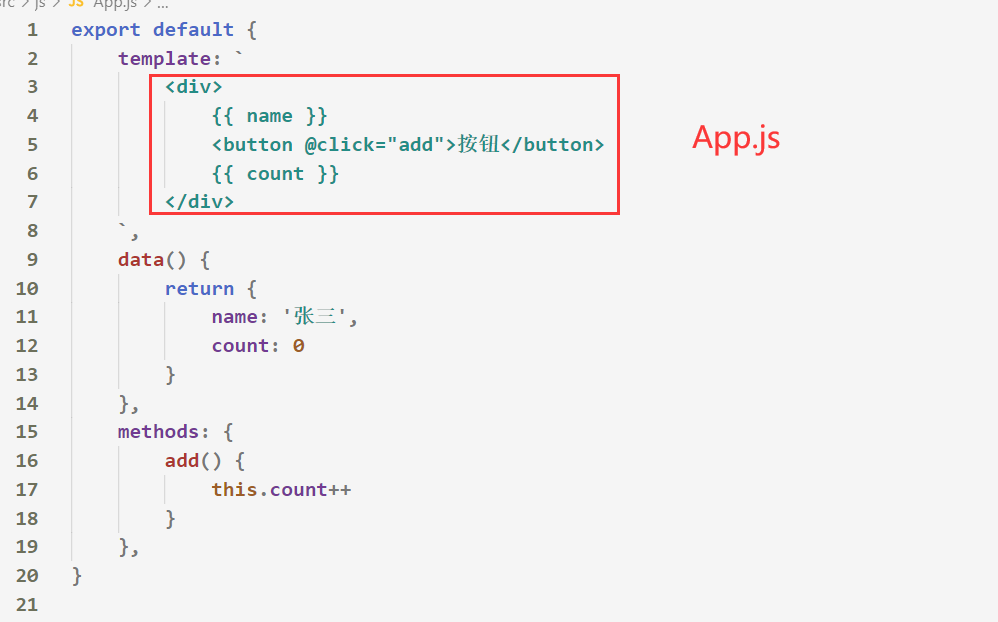 src > js > JS App.js > ...
1 export default {
2     template: `
3         <div>
4             {{ name }}
5             <button @click="add">按钮</button>
6             {{ count }}
7         </div>
8     `,
9     data() {
10         return {
11             name: '张三',
12             count: 0
13         }
14     },
15     methods: {
16         add() {
17             this.count++
18         }
19     },
20 }
21
App.js